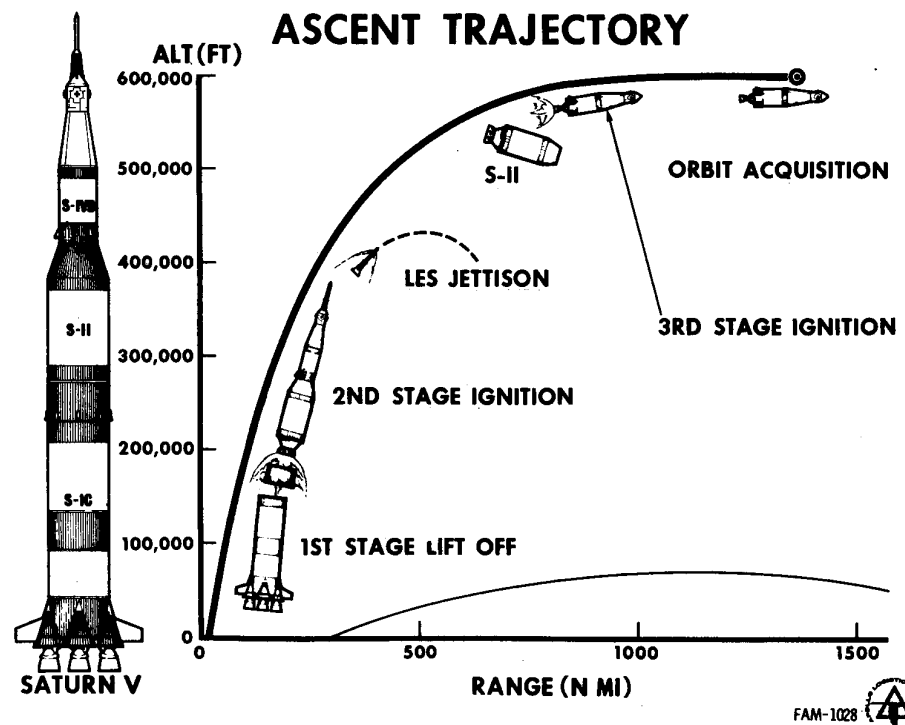 ASCENT TRAJECTORY
ALT (FT)
600,000
500,000
400,000
300,000
200,000
100,000
0
S-IVB
S-II
S-IC
SATURN V
S-II
ORBIT ACQUISITION
LES JETTISON
3RD STAGE IGNITION
2ND STAGE IGNITION
1ST STAGE LIFT OFF
0
500
1000
1500
RANGE (N MI)
FAM-1028
LOGISTIC